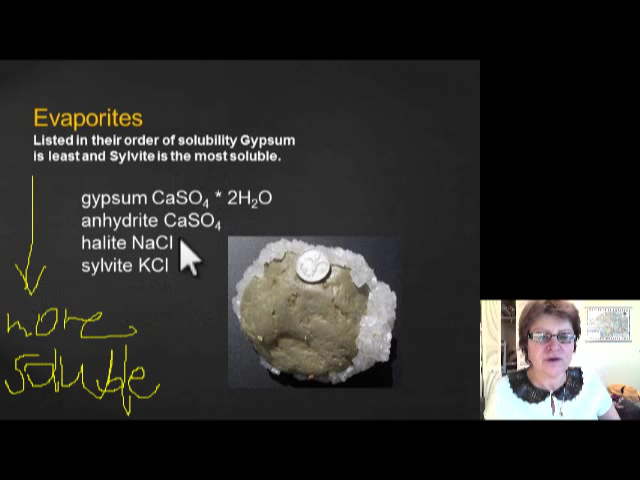 Evaporites
Listed in their order of solubility Gypsum
is least and Sylvite is the most soluble.
gypsum CaSO₄ * 2H₂O
anhydrite CaSO₄
halite NaCl
sylvite KCl
more
soluble